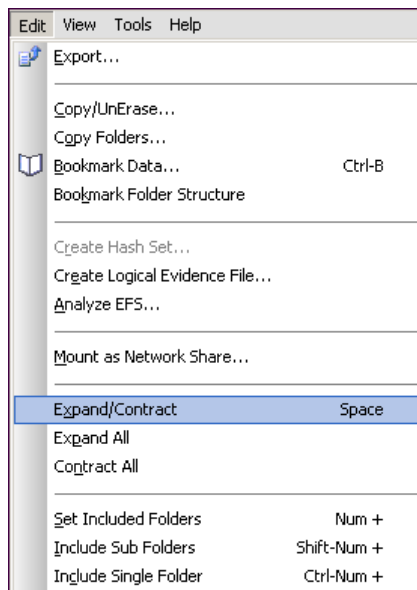 Edit View Tools Help
Export...
Copy/UnErase...
Copy Folders...
Bookmark Data... Ctrl-B
Bookmark Folder Structure
Create Hash Set...
Create Logical Evidence File...
Analyze EFS...
Mount as Network Share...
Expand/Contract Space
Expand All
Contract All
Set Included Folders Num +
Include Sub Folders Shift-Num +
Include Single Folder Ctrl-Num +